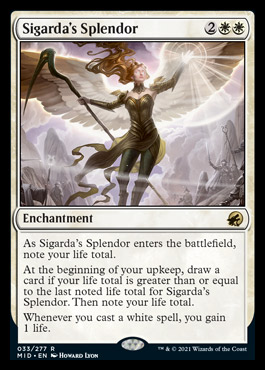 Sigarda's Splendor 2
Enchantment
As Sigarda's Splendor enters the battlefield,
note your life total.
At the beginning of your upkeep, draw a
card if your life total is greater than or equal
to the last noted life total for Sigarda's
Splendor. Then note your life total.
Whenever you cast a white spell, you gain
1 life.
033/277 R
MID • EN Howard Lyon
™ & © 2021 Wizards of the Coast